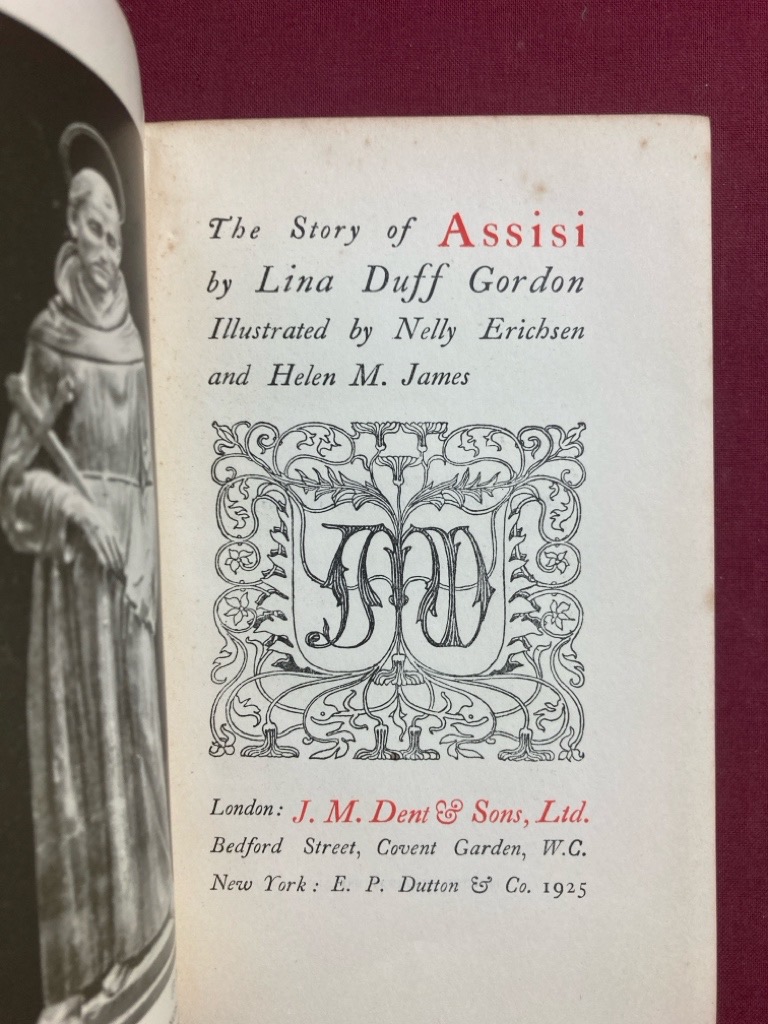 The Story of Assisi
by Lina Duff Gordon
Illustrated by Nelly Erichsen
and Helen M. James
JMD
London: J. M. Dent & Sons, Ltd.
Bedford Street, Covent Garden, W.C.
New York: E. P. Dutton & Co. 1925